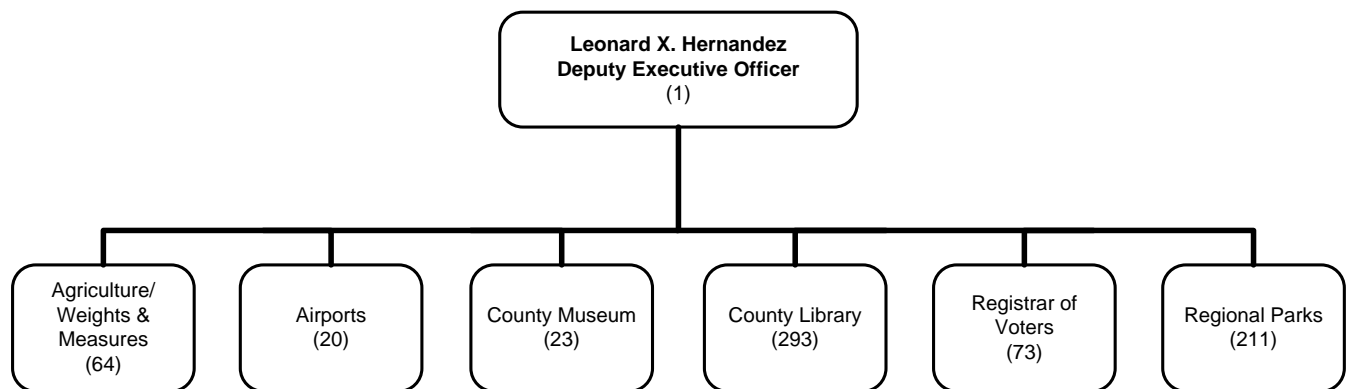 Leonard X. Hernandez
Deputy Executive Officer
(1)
Agriculture/
Weights &
Measures
(64)
Airports
(20)
County Museum
(23)
County Library
(293)
Registrar of
Voters
(73)
Regional Parks
(211)